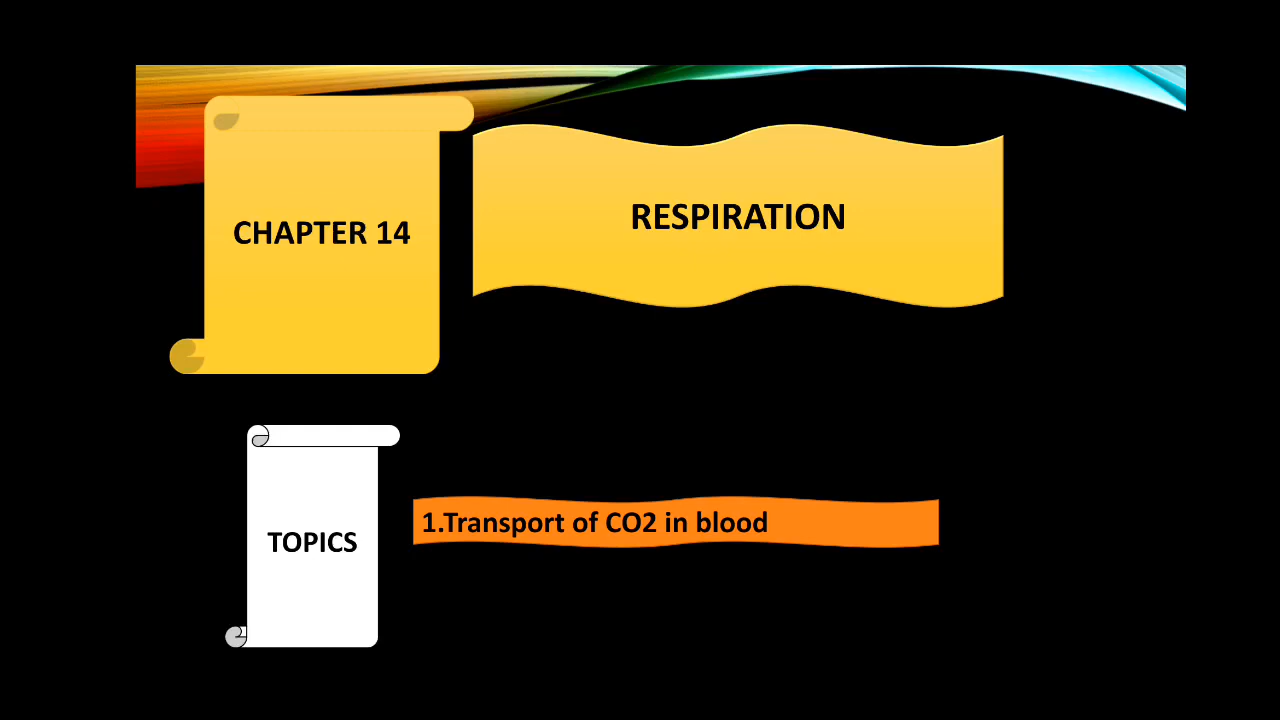 CHAPTER 14
RESPIRATION
TOPICS
1.Transport of CO2 in blood